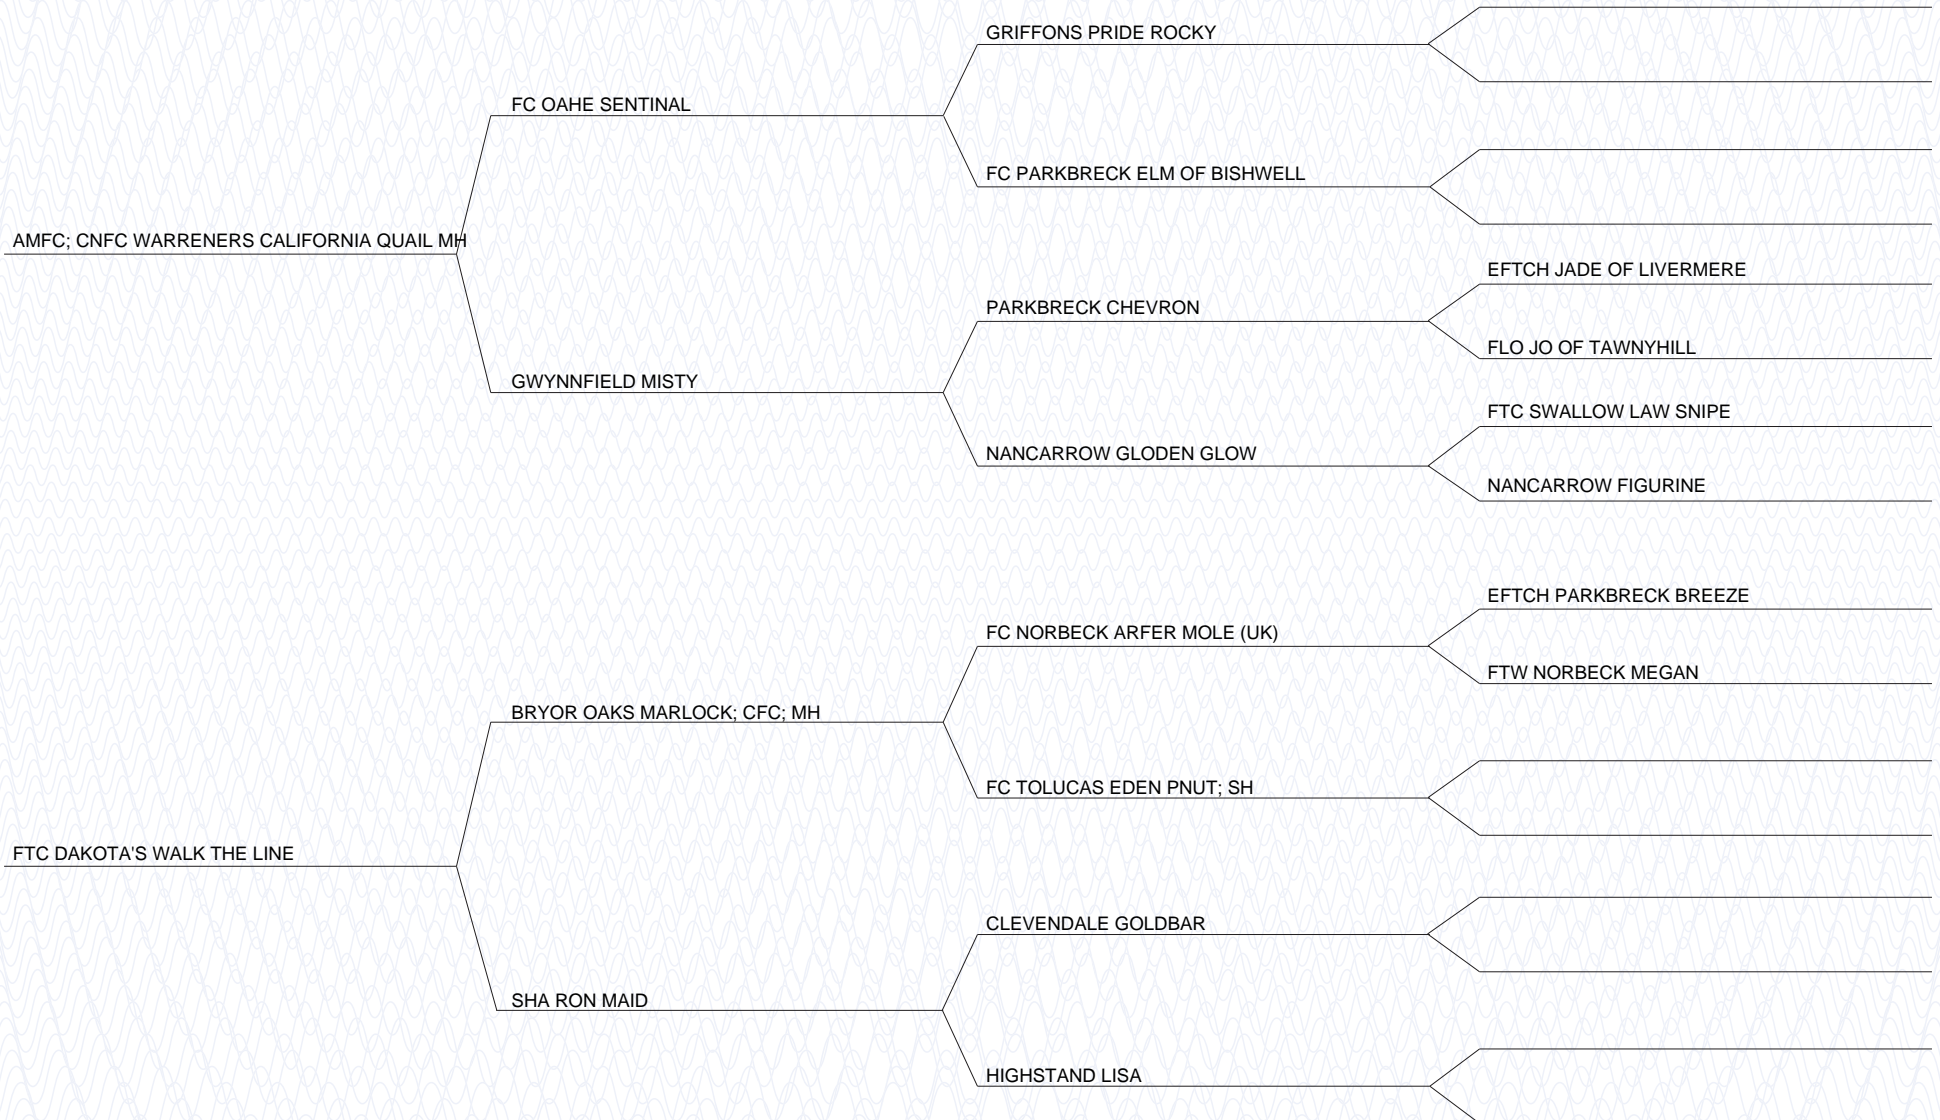 GRIFFONS PRIDE ROCKY
FC OAHE SENTINAL
FC PARKBRECK ELM OF BISHWELL
AMFC; CNFC WARRENERS CALIFORNIA QUAIL MH
EFTCH JADE OF LIVERMERE
PARKBRECK CHEVRON
FLO JO OF TAWNYHILL
GWYNNFIELD MISTY
FTC SWALLOW LAW SNIPE
NANCARROW GLODEN GLOW
NANCARROW FIGURINE
EFTCH PARKBRECK BREEZE
FC NORBECK ARFER MOLE (UK)
FTW NORBECK MEGAN
BRYOR OAKS MARLOCK; CFC; MH
FC TOLUCAS EDEN PNUT; SH
FTC DAKOTA'S WALK THE LINE
CLEVENDALE GOLDBAR
SHA RON MAID
HIGHSTAND LISA